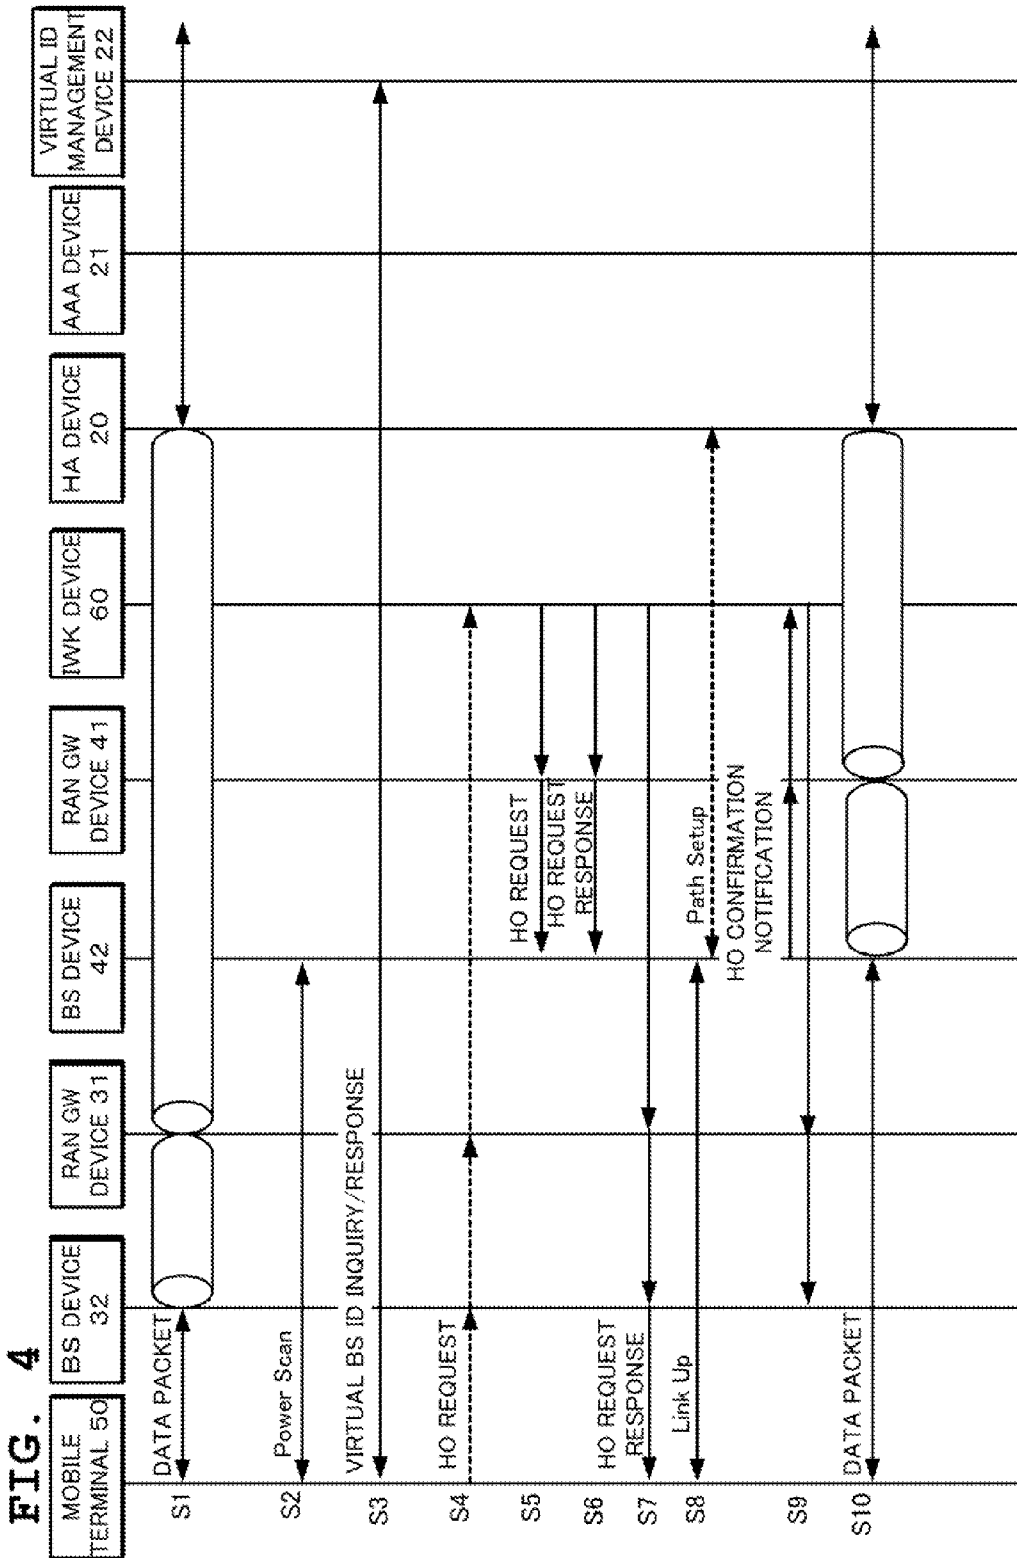 FIG. 4
MOBILE
TERMINAL 50
BS DEVICE
32
RAN GW
DEVICE 31
BS DEVICE
42
RAN GW
DEVICE 41
IWK DEVICE
60
HA DEVICE
20
AAA DEVICE
21
VIRTUAL ID
MANAGEMENT
DEVICE 22
S1
DATA PACKET
S2
Power Scan
S3
VIRTUAL BS ID INQUIRY/RESPONSE
S4
HO REQUEST
S5
HO REQUEST
S6
HO REQUEST
RESPONSE
S7
HO REQUEST
RESPONSE
S8
Link Up
Path Setup
S9
HO CONFIRMATION
NOTIFICATION
S10
DATA PACKET